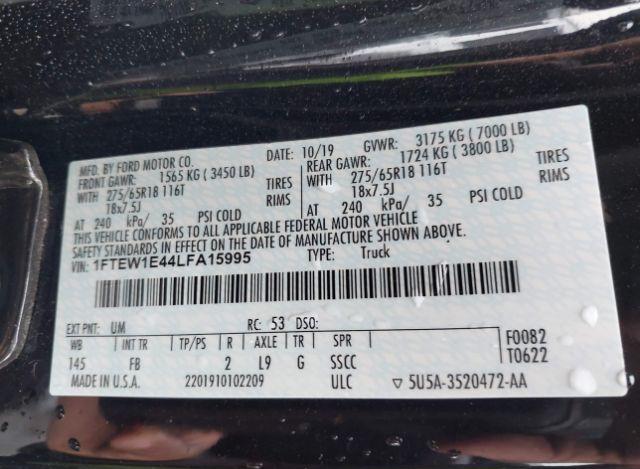 MFD. BY FORD MOTOR CO. DATE: 10/19 GVWR: 3175 KG ( 7000 LB)
FRONT GAWR: 1565 KG ( 3450 LB) REAR GAWR: 1724 KG ( 3800 LB)
WITH 275/65R18 116T TIRES WITH 275/65R18 116T TIRES
18x7.5J RIMS 18x7.5J RIMS
AT 240 kPa/ 35 PSI COLD AT 240 kPa/ 35 PSI COLD
THIS VEHICLE CONFORMS TO ALL APPLICABLE FEDERAL MOTOR VEHICLE
SAFETY STANDARDS IN EFFECT ON THE DATE OF MANUFACTURE SHOWN ABOVE.
VIN: 1FTEW1E44LFA15995 TYPE: Truck
EXT PNT: UM RC: 53 DSO:
WB INT TR TP/PS R AXLE TR SPR F0082
145 FB 2 L9 G SSCC T0622
MADE IN U.S.A. 2201910102209 ULC ▽ 5U5A-3520472-AA